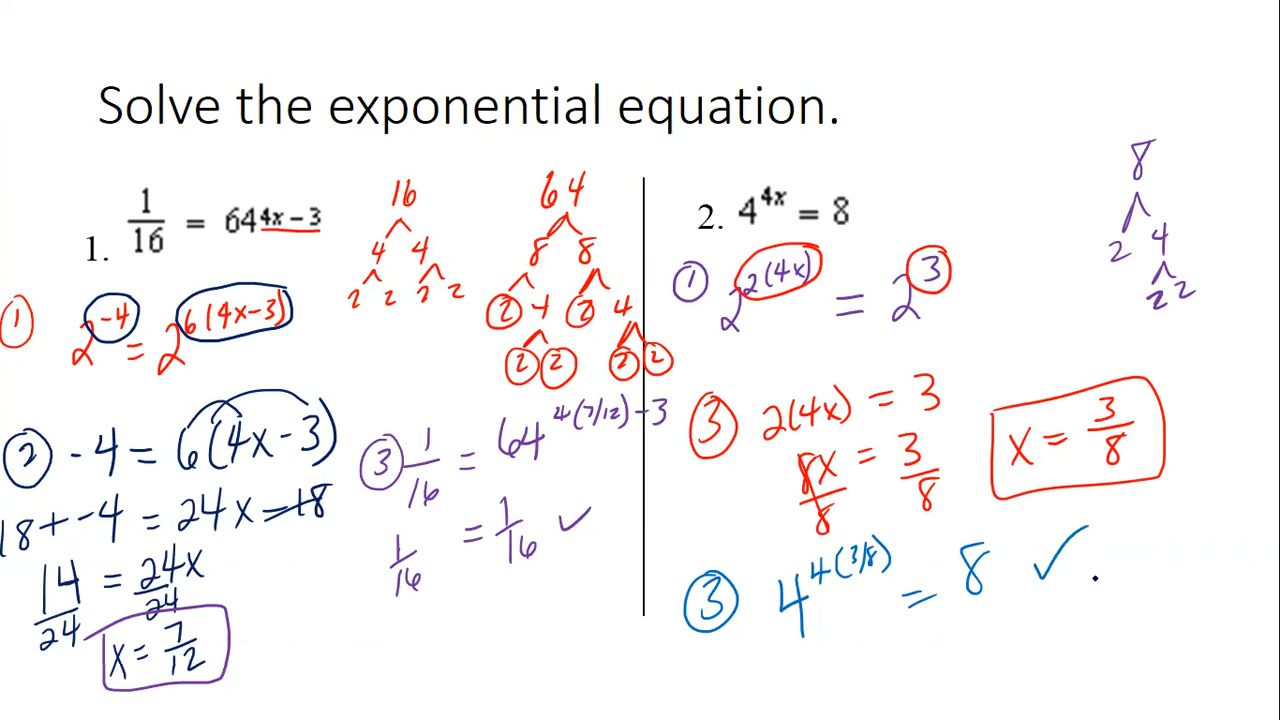 Solve the exponential equation.
1. 1/16 = 64^(4x – 3)
16
4 4
2 2 2 2
64
8 8
2 4 2 4
2 2 2 2
① 2^(-4) = 2^(6(4x-3))
② -4 = 6(4x-3)
18 + -4 = 24x -18
14/24 = 24x/24
x = 7/12
③ 1/16 = 64^(4(7/12)-3)
1/16 = 1/16 ✓
2. 4^(4x) = 8
8
2 4
2 2
① 2^(2(4x)) = 2^3
③ 2(4x) = 3
8x/8 = 3/8
x = 3/8
③ 4^(4(3/8)) = 8 ✓